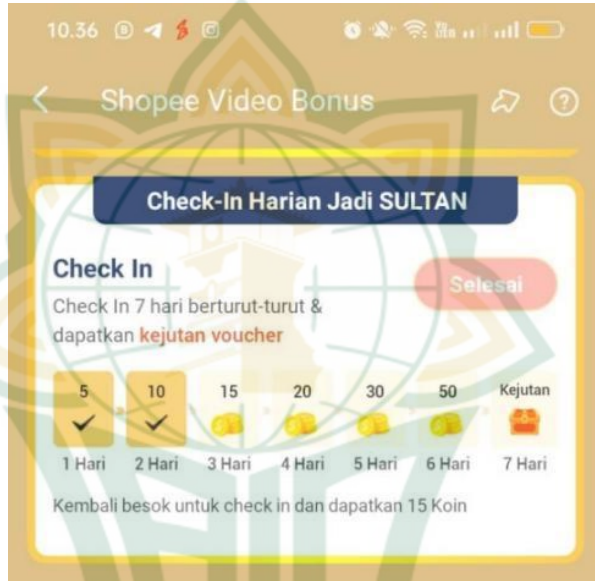 10.36
Shopee Video Bonus
Check-In Harian Jadi SULTAN
Check In
Selesai
Check In 7 hari berturut-turut &
dapatkan kejutan voucher
5 10 15 20 30 50 Kejutan
1 Hari 2 Hari 3 Hari 4 Hari 5 Hari 6 Hari 7 Hari
Kembali besok untuk check in dan dapatkan 15 Koin